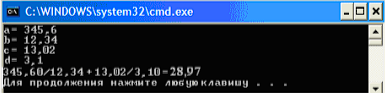 C:\WINDOWS\system32\cmd.exe
a= 345,6
b= 12,34
c= 13,02
d= 3,1
345,60/12,34+13,02/3,10=28,97
Для продолжения нажмите любую клавишу . . .